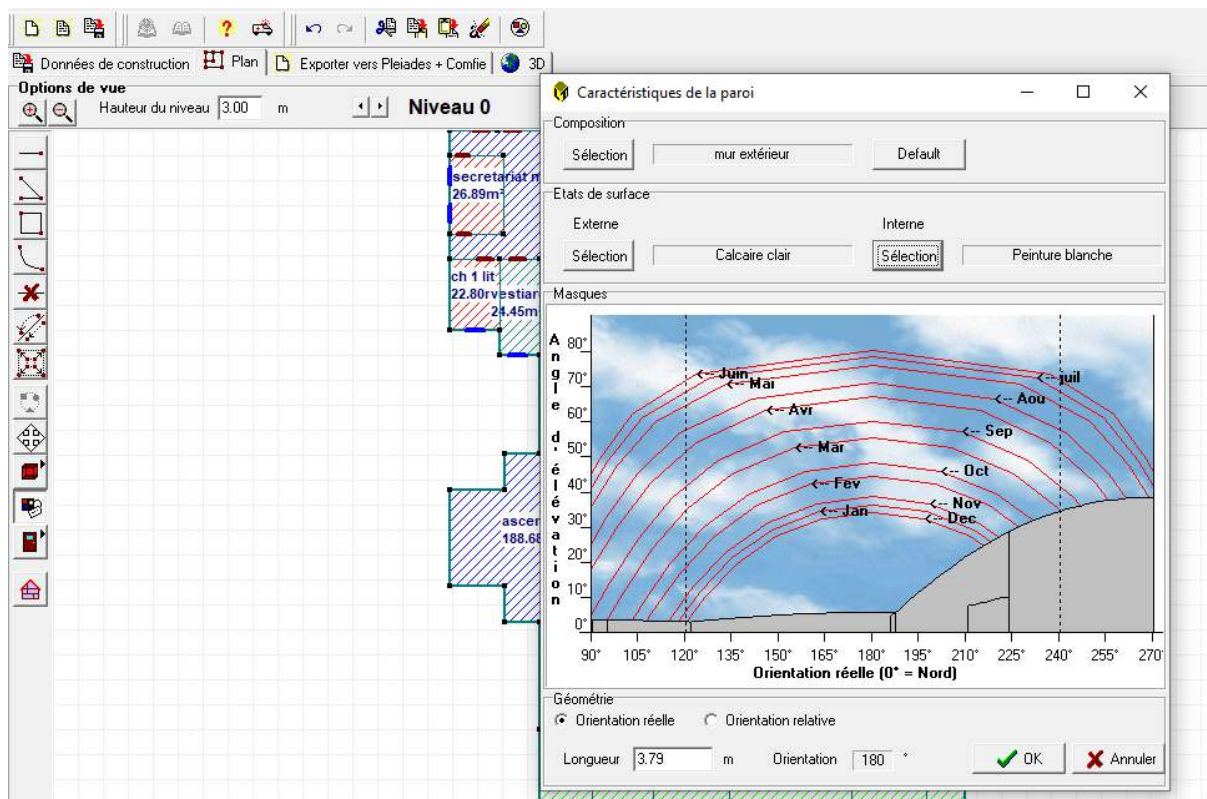 Données de construction Plan Exporter vers Pleiades + Comfie 3D
Options de vue
Hauteur du niveau 3.00 m Niveau 0
secretariat
26.89m²
ch 1 lit
22.80
24.45m
188.68
Caractéristiques de la paroi
Composition
Sélection mur extérieur Default
Etats de surface
Externe Interne
Sélection Calcaire clair Sélection Peinture blanche
Masques
Angle d'élévation
80°
70°
60°
50°
40°
30°
20°
10°
0°
<-- Juin <-- juil
<-- Mai
<-- Aou
<-- Avr
<-- Sep
<-- Mar
<-- Oct
<-- Fev
<-- Nov
<-- Jan
<-- Dec
90° 105° 120° 135° 150° 165° 180° 195° 210° 225° 240° 255° 270
Orientation réelle (0° = Nord)
Géométrie
Orientation réelle Orientation relative
Longueur 3.79 m Orientation 180 ° OK Annuler